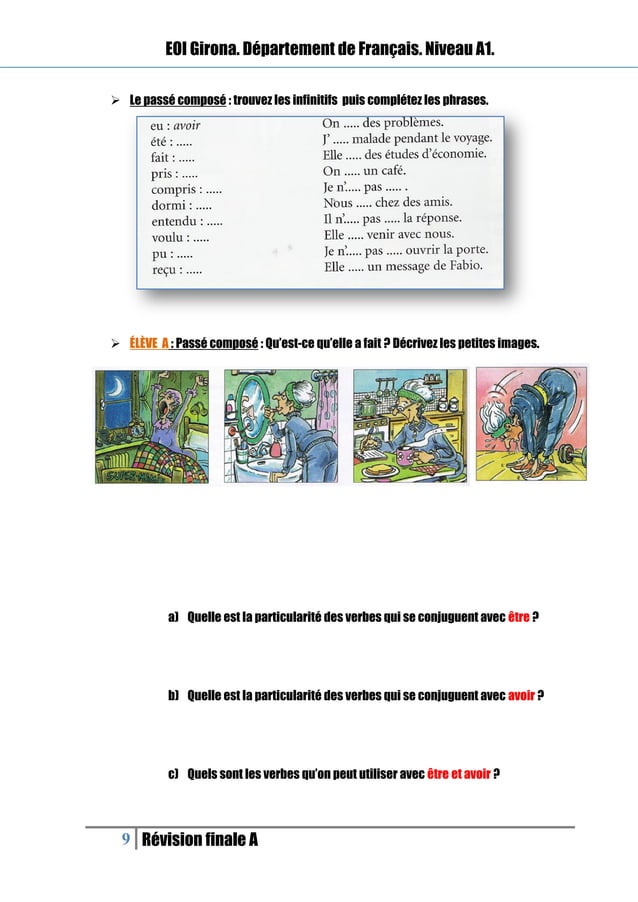 EOI Girona. Département de Français. Niveau A1.
➢ Le passé composé : trouvez les infinitifs puis complétez les phrases.
eu : avoir
été : .....
fait : .....
pris : .....
compris : .....
dormi : .....
entendu : .....
voulu : .....
pu : .....
reçu : .....
On ..... des problèmes.
J' ..... malade pendant le voyage.
Elle ..... des études d'économie.
On ..... un café.
Je n'..... pas ..... .
Nous ..... chez des amis.
Il n'..... pas ..... la réponse.
Elle ..... venir avec nous.
Je n'..... pas ..... ouvrir la porte.
Elle ..... un message de Fabio.
➢ ÉLÈVE A : Passé composé : Qu'est-ce qu'elle a fait ? Décrivez les petites images.
a) Quelle est la particularité des verbes qui se conjuguent avec être ?
b) Quelle est la particularité des verbes qui se conjuguent avec avoir ?
c) Quels sont les verbes qu'on peut utiliser avec être et avoir ?
9 Révision finale A